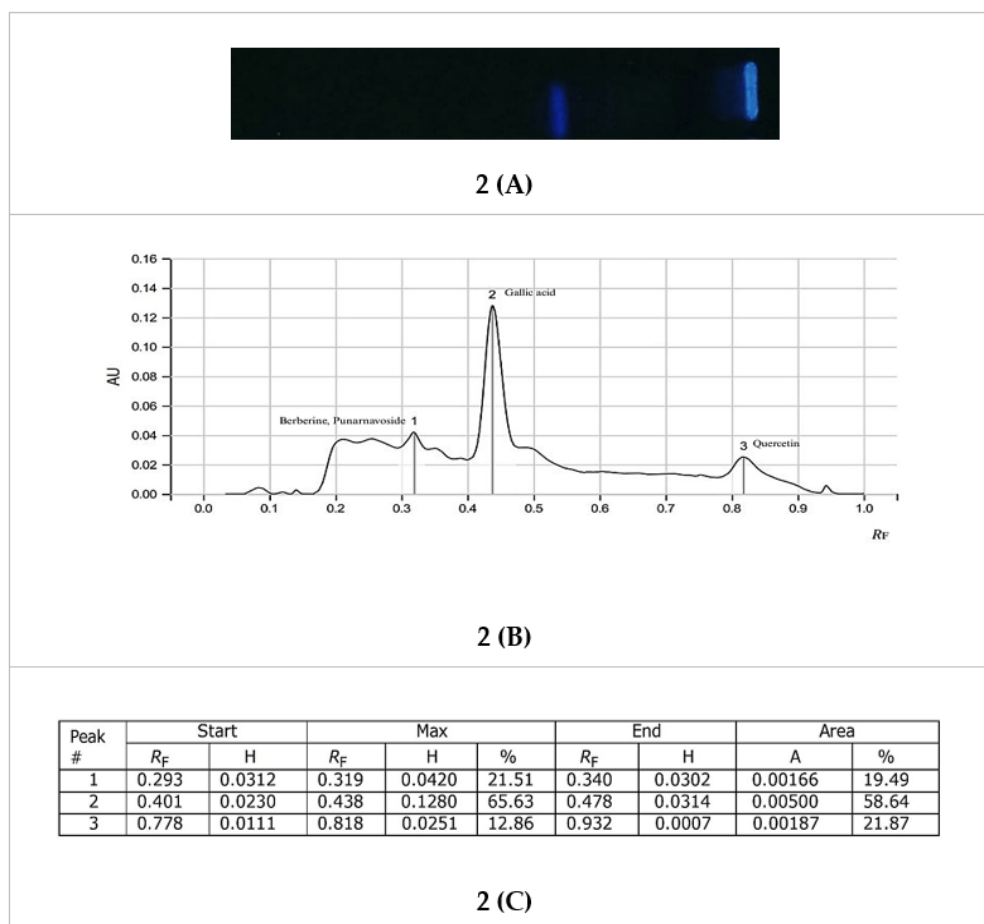 2 (A)
0.16
0.14
2 Gallic acid
0.12
0.10
AU
0.08
0.06
Berberine, Punarnavoside 1
0.04
3 Quercetin
0.02
0.00
0.0 0.1 0.2 0.3 0.4 0.5 0.6 0.7 0.8 0.9 1.0
RF
2 (B)
Peak # Start Max End Area
RF H RF H % RF H A %
1 0.293 0.0312 0.319 0.0420 21.51 0.340 0.0302 0.00166 19.49
2 0.401 0.0230 0.438 0.1280 65.63 0.478 0.0314 0.00500 58.64
3 0.778 0.0111 0.818 0.0251 12.86 0.932 0.0007 0.00187 21.87
2 (C)